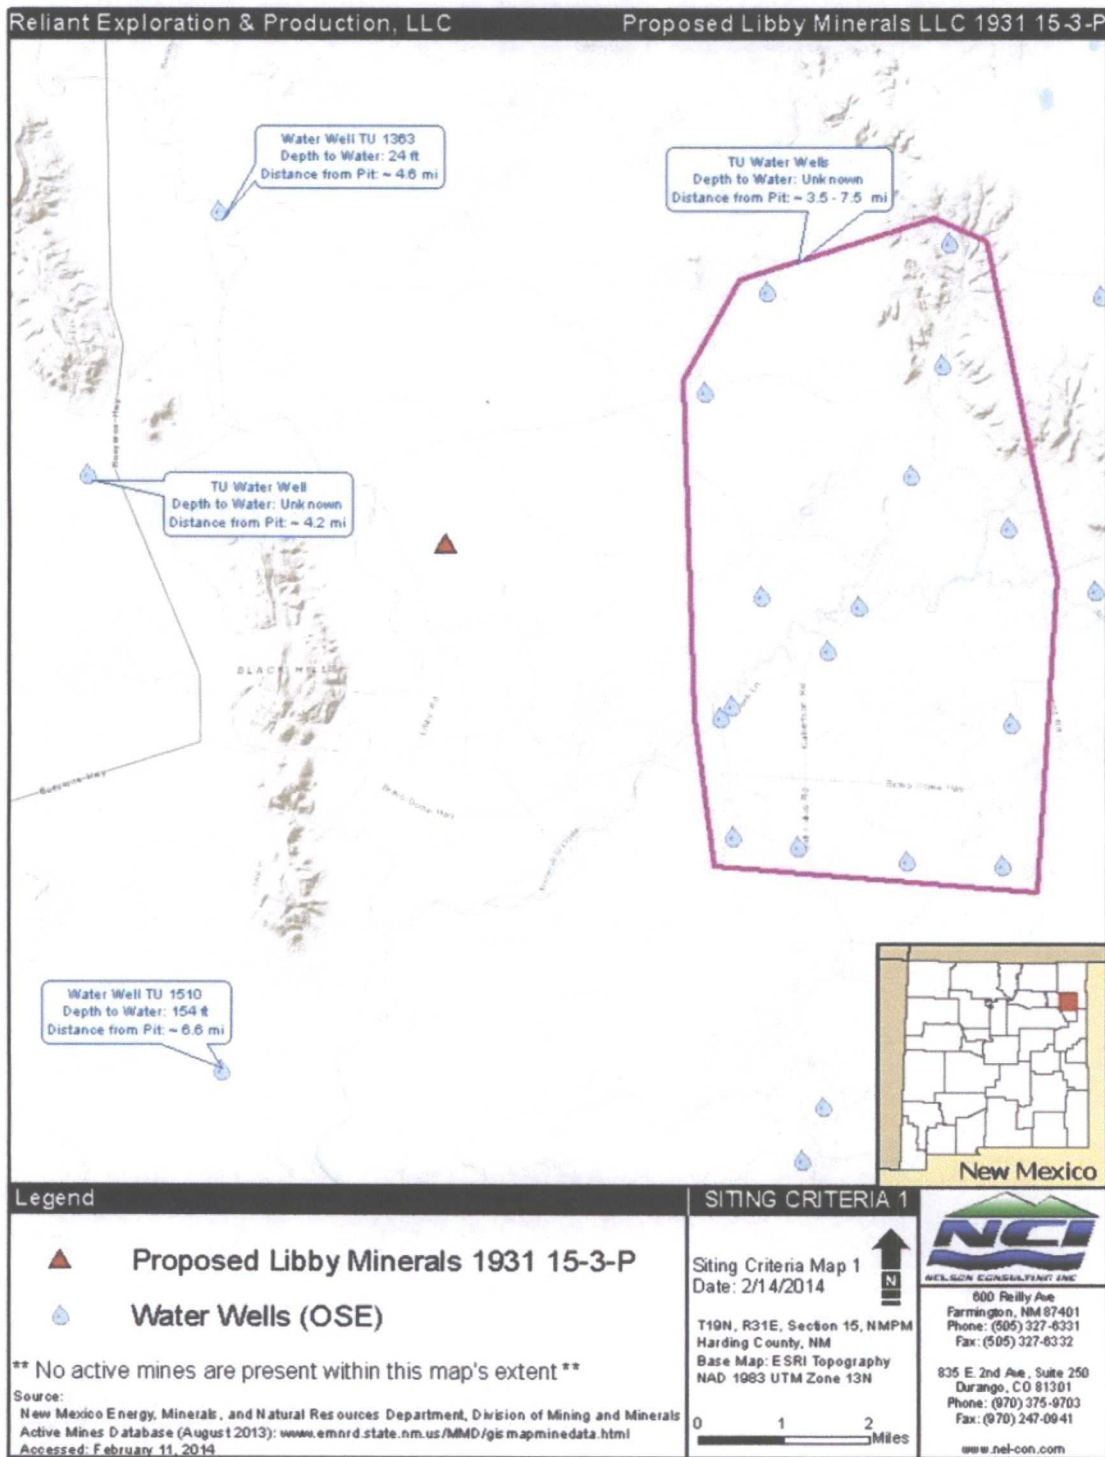 Reliant Exploration & Production, LLC
Proposed Libby Minerals LLC 1931 15-3-P
Water Well TU 1363
Depth to Water: 24 ft
Distance from Pit: ~ 4.6 mi
TU Water Wells
Depth to Water: Unknown
Distance from Pit: ~ 3.5 - 7.5 mi
TU Water Well
Depth to Water: Unknown
Distance from Pit: ~ 4.2 mi
BLACK HILLS
Libby Rd
Bravo Dome Hwy
Bravo Dome Hwy
Water Well TU 1510
Depth to Water: 154 ft
Distance from Pit: ~ 6.6 mi
New Mexico
Legend
Proposed Libby Minerals 1931 15-3-P
Water Wells (OSE)
** No active mines are present within this map's extent **
Source:
New Mexico Energy, Minerals, and Natural Resources Department, Division of Mining and Minerals
Active Mines Database (August 2013): www.emnrd.state.nm.us/MMD/gismapminedata.html
Accessed: February 11, 2014
SITING CRITERIA 1
Siting Criteria Map 1
Date: 2/14/2014
N
T19N, R31E, Section 15, NMPM
Harding County, NM
Base Map: ESRI Topography
NAD 1983 UTM Zone 13N
0 1 2
Miles
NCI
NELSON CONSULTING INC
600 Reilly Ave
Farmington, NM 87401
Phone: (505) 327-6331
Fax: (505) 327-6332
835 E. 2nd Ave, Suite 250
Durango, CO 81301
Phone: (970) 375-9703
Fax: (970) 247-0941
www.nel-con.com